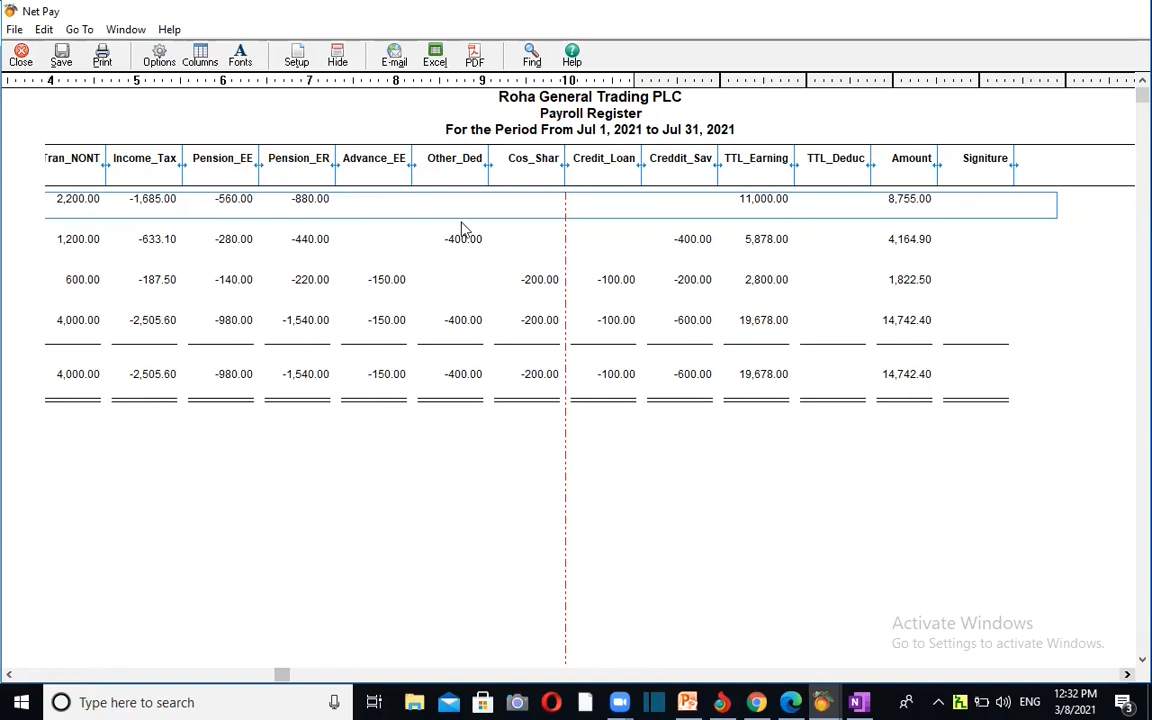 Net Pay
File Edit Go To Window Help
Close Save Print Options Columns Fonts Setup Hide E-mail Excel PDF Find Help
4 5 6 7 8 9 10
Roha General Trading PLC
Payroll Register
For the Period From Jul 1, 2021 to Jul 31, 2021
Tran_NONT Income_Tax Pension_EE Pension_ER Advance_EE Other_Ded Cos_Shar Credit_Loan Creddit_Sav TTL_Earning TTL_Deduc Amount Signiture
2,200.00 -1,685.00 -560.00 -880.00 11,000.00 8,755.00
1,200.00 -633.10 -280.00 -440.00 -400.00 -400.00 5,878.00 4,164.90
600.00 -187.50 -140.00 -220.00 -150.00 -200.00 -100.00 -200.00 2,800.00 1,822.50
4,000.00 -2,505.60 -980.00 -1,540.00 -150.00 -400.00 -200.00 -100.00 -600.00 19,678.00 14,742.40
4,000.00 -2,505.60 -980.00 -1,540.00 -150.00 -400.00 -200.00 -100.00 -600.00 19,678.00 14,742.40
Activate Windows
Go to Settings to activate Windows.
Type here to search
ENG
12:32 PM
3/8/2021
3